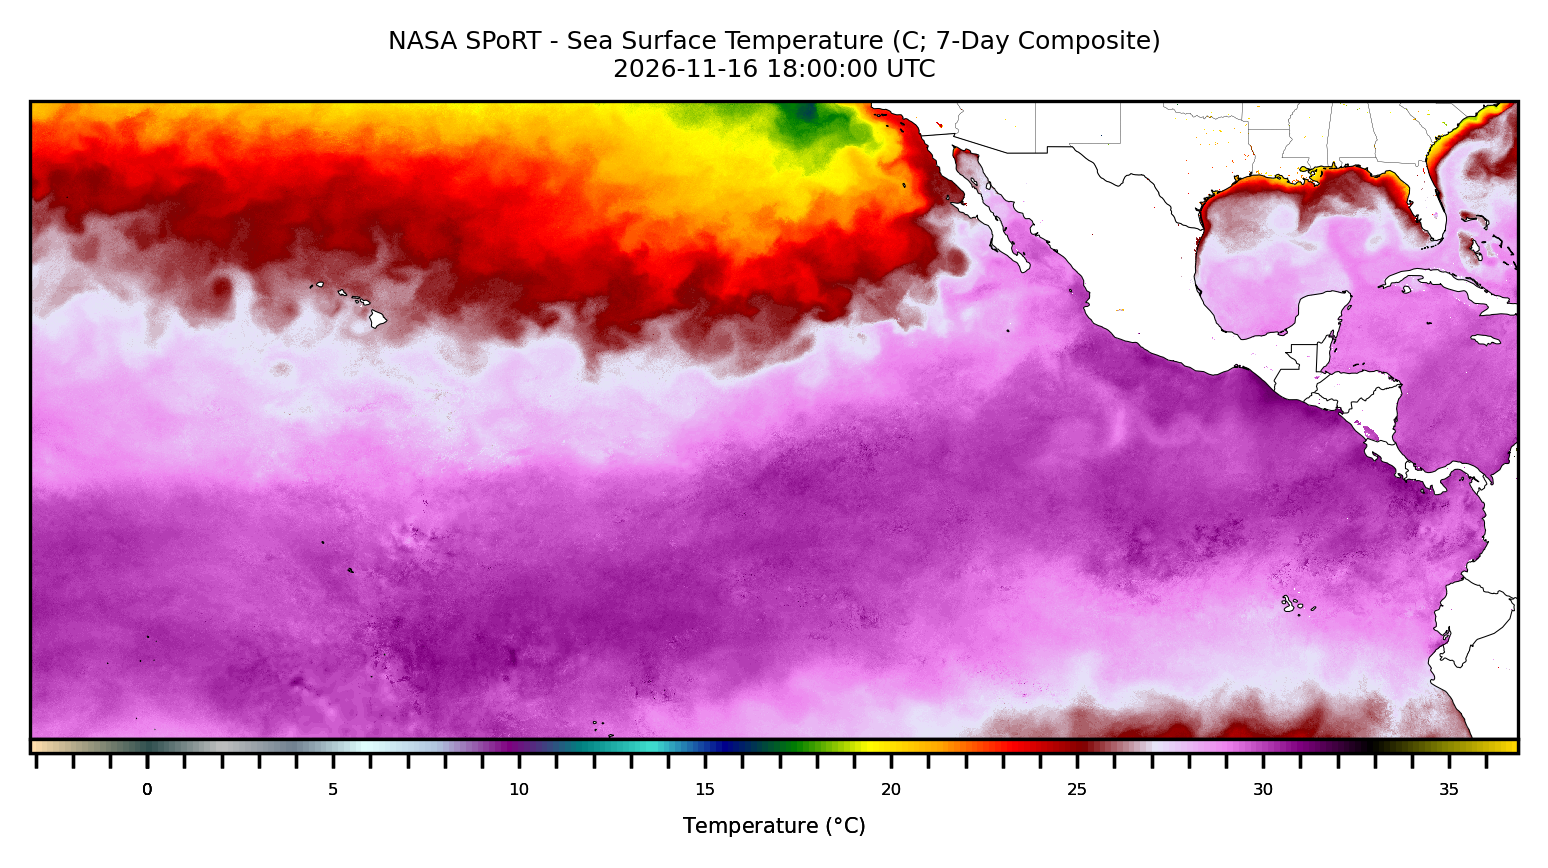 NASA SPoRT - Sea Surface Temperature (C; 7-Day Composite)
2026-11-16 18:00:00 UTC
0 5 10 15 20 25 30 35
Temperature (°C)